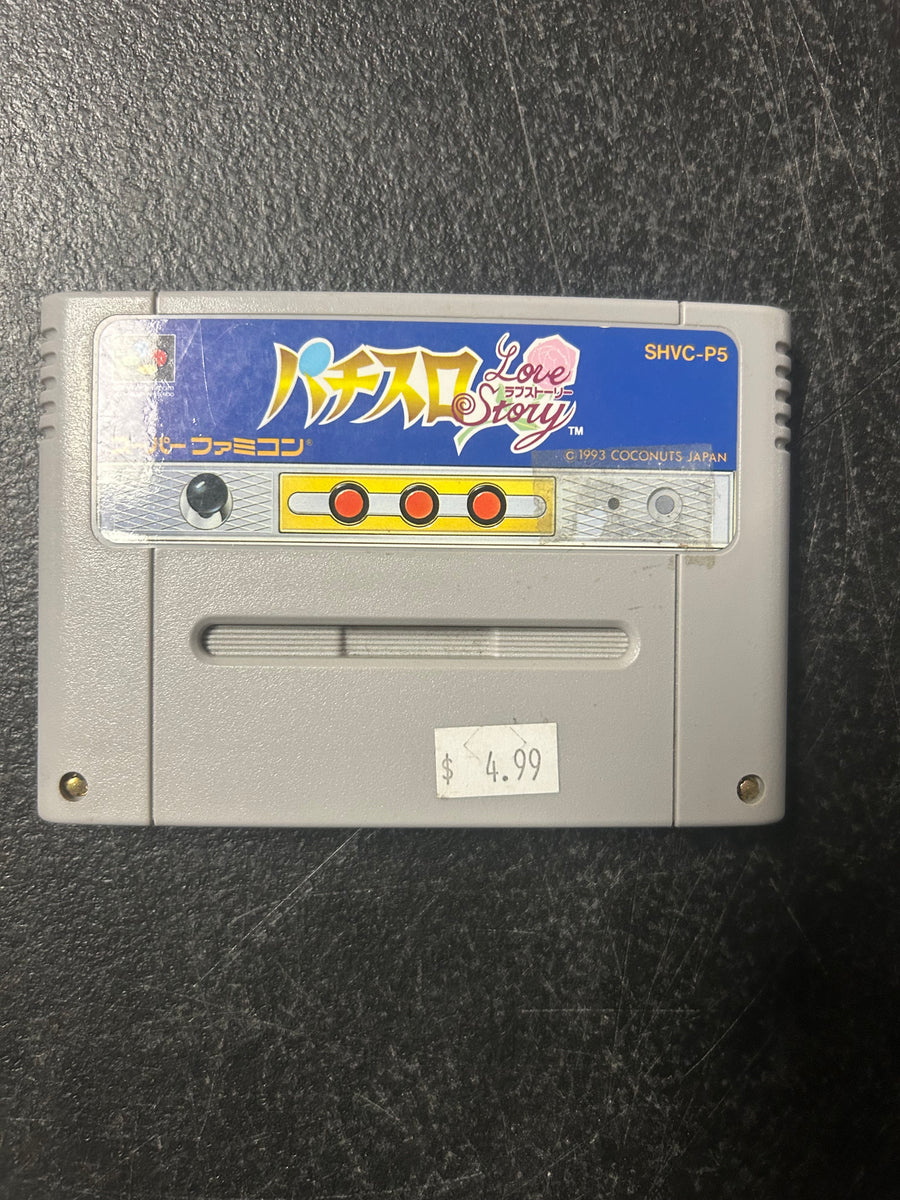 パチスロ
Love
ラブストーリー
Story
TM
SHVC-P5
スーパーファミコン®
© 1993 COCONUTS JAPAN
$ 4.99